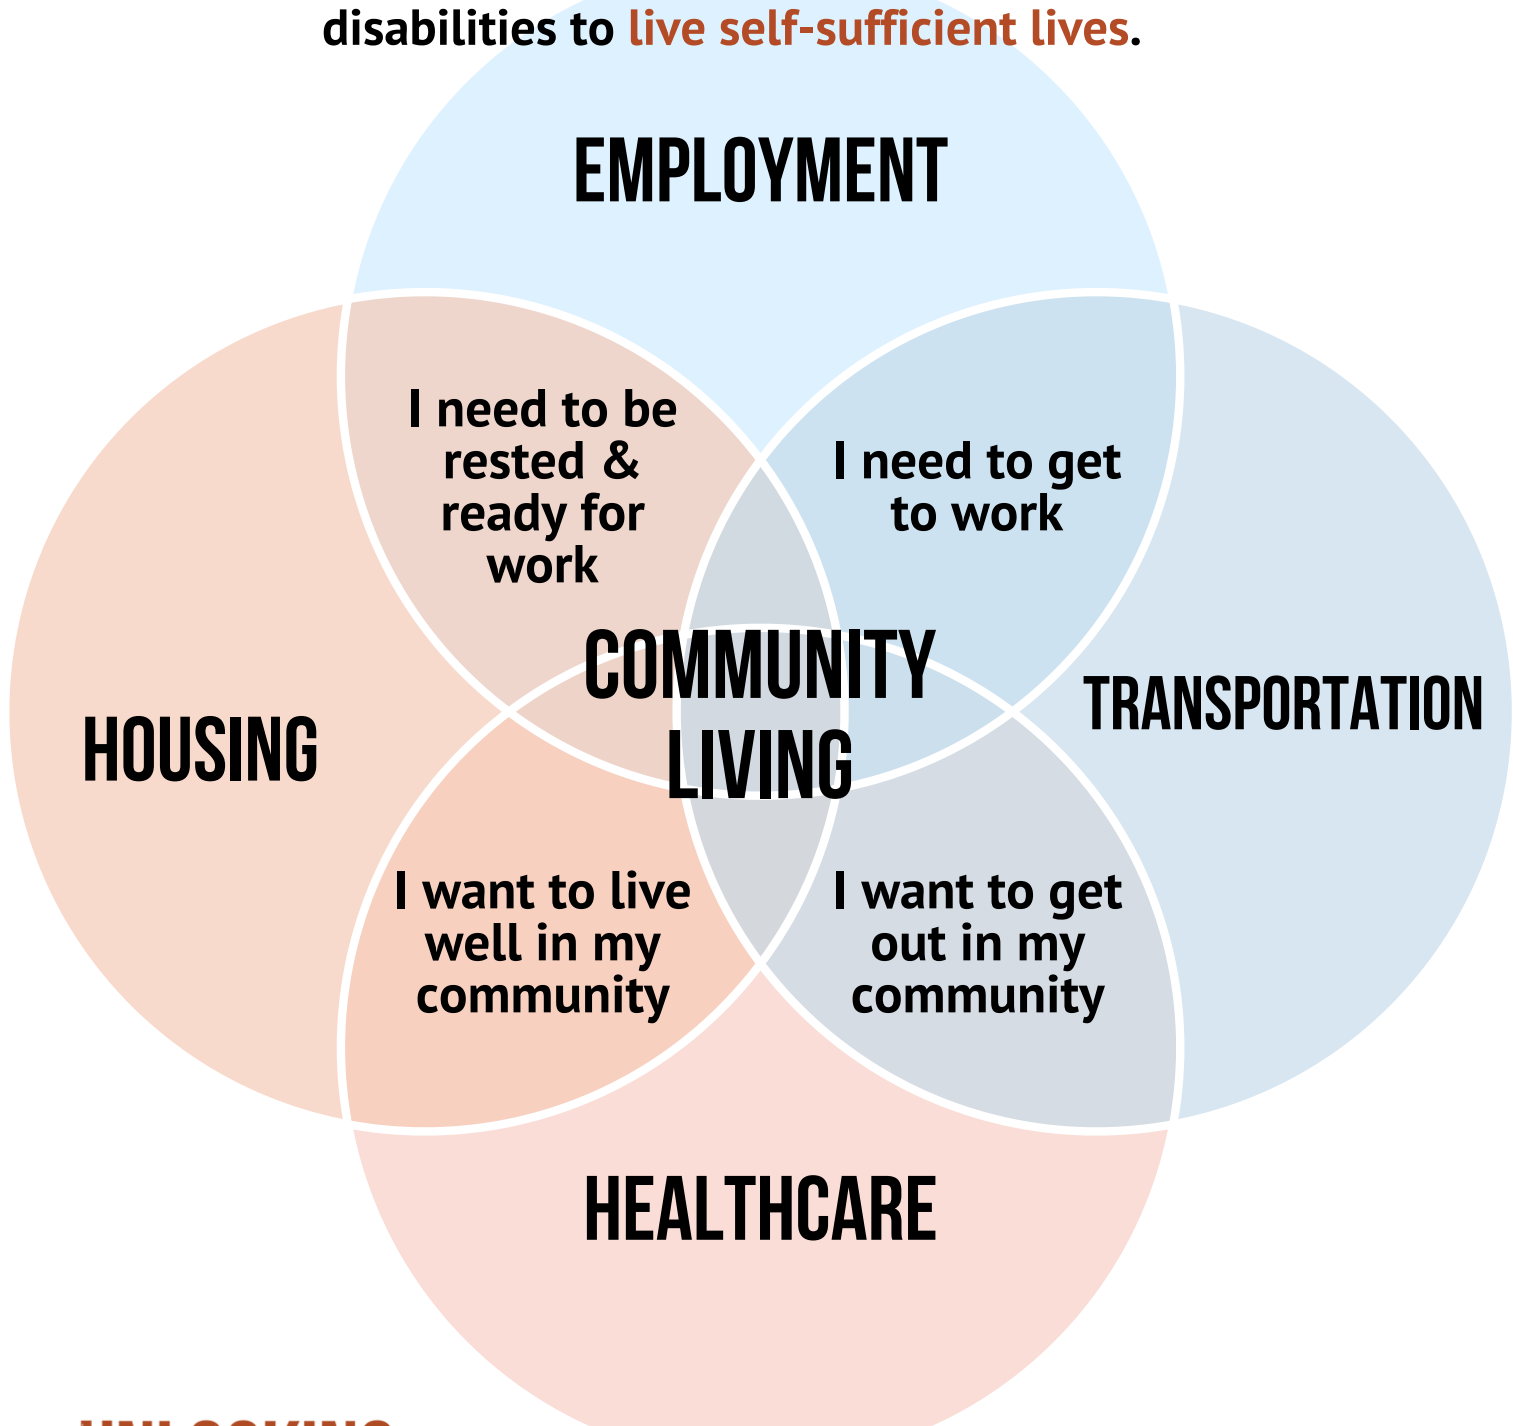 disabilities to live self-sufficient lives.
EMPLOYMENT
I need to be
rested &
ready for
work
I need to get
to work
COMMUNITY
LIVING
HOUSING
TRANSPORTATION
I want to live
well in my
community
I want to get
out in my
community
HEALTHCARE
UNLOCKING